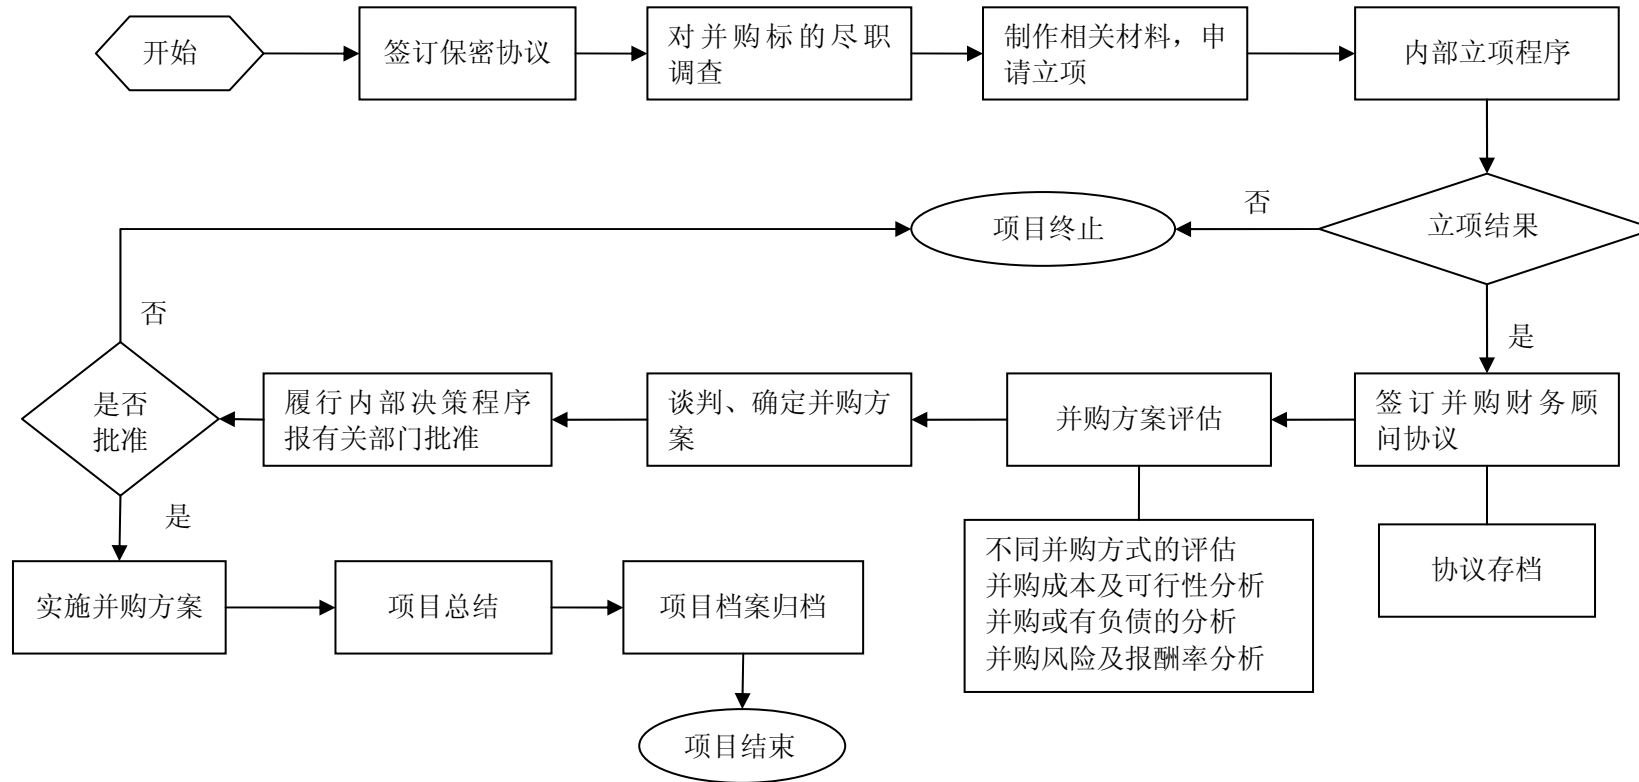 开始
签订保密协议
对并购标的尽职
调查
制作相关材料，申
请立项
内部立项程序
立项结果
否
项目终止
是
否
签订并购财务顾
问协议
并购方案评估
谈判、确定并购方
案
履行内部决策程序
报有关部门批准
是否
批准
是
协议存档
不同并购方式的评估
并购成本及可行性分析
并购或有负债的分析
并购风险及报酬率分析
实施并购方案
项目总结
项目档案归档
项目结束